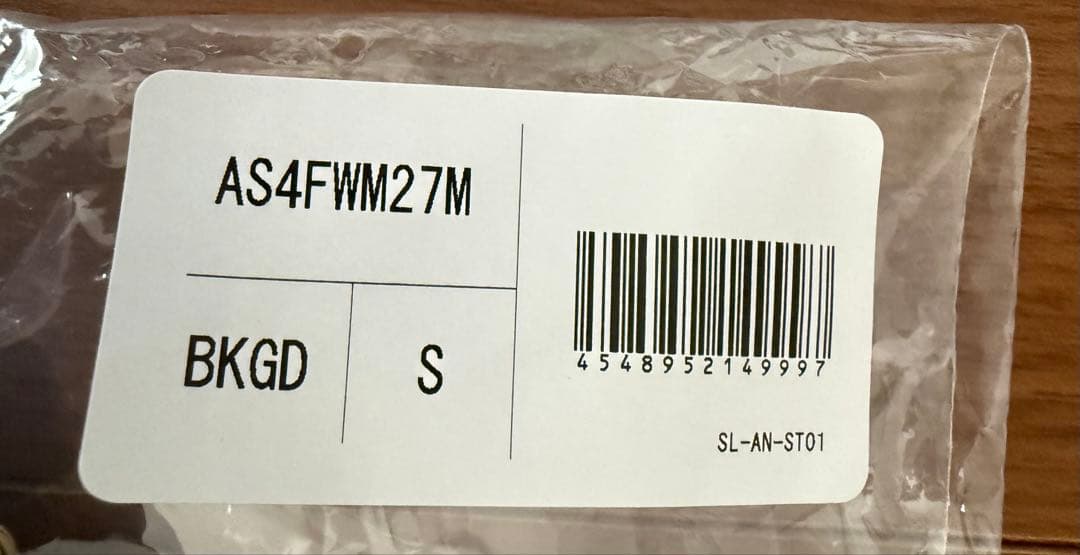 AS4FWM27M
BKGD
S
4548952149997
SL-AN-ST01